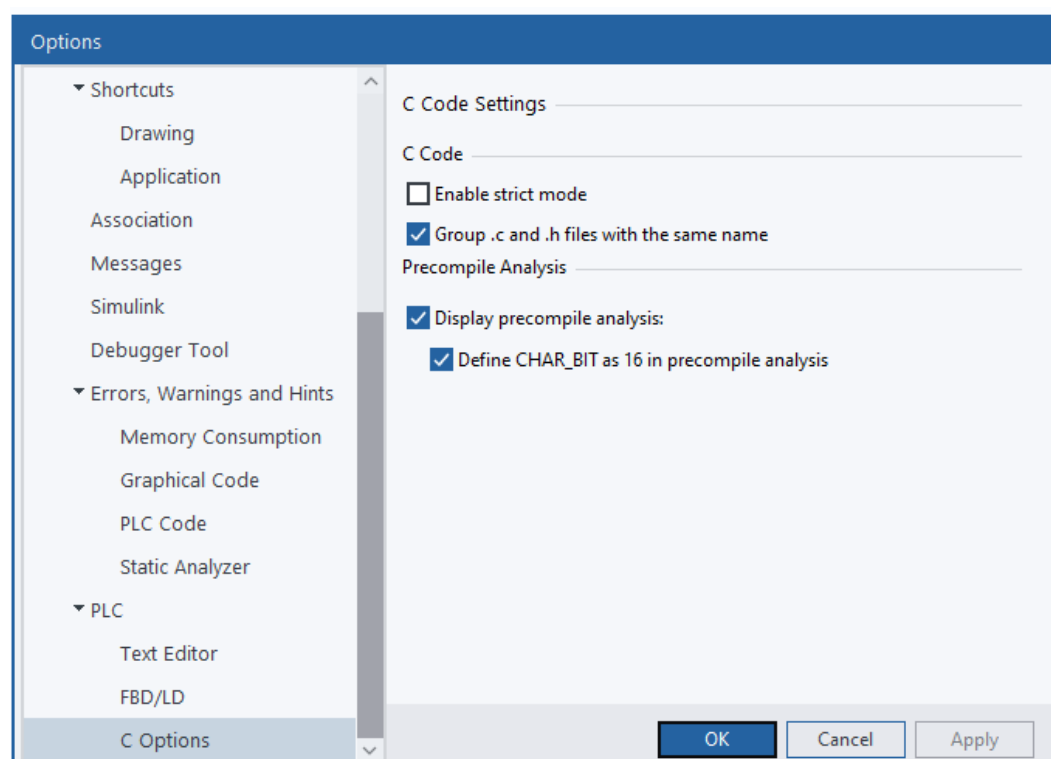 Options
Shortcuts
Drawing
Application
Association
Messages
Simulink
Debugger Tool
Errors, Warnings and Hints
Memory Consumption
Graphical Code
PLC Code
Static Analyzer
PLC
Text Editor
FBD/LD
C Options
C Code Settings
C Code
Enable strict mode
Group .c and .h files with the same name
Precompile Analysis
Display precompile analysis:
Define CHAR_BIT as 16 in precompile analysis
OK
Cancel
Apply